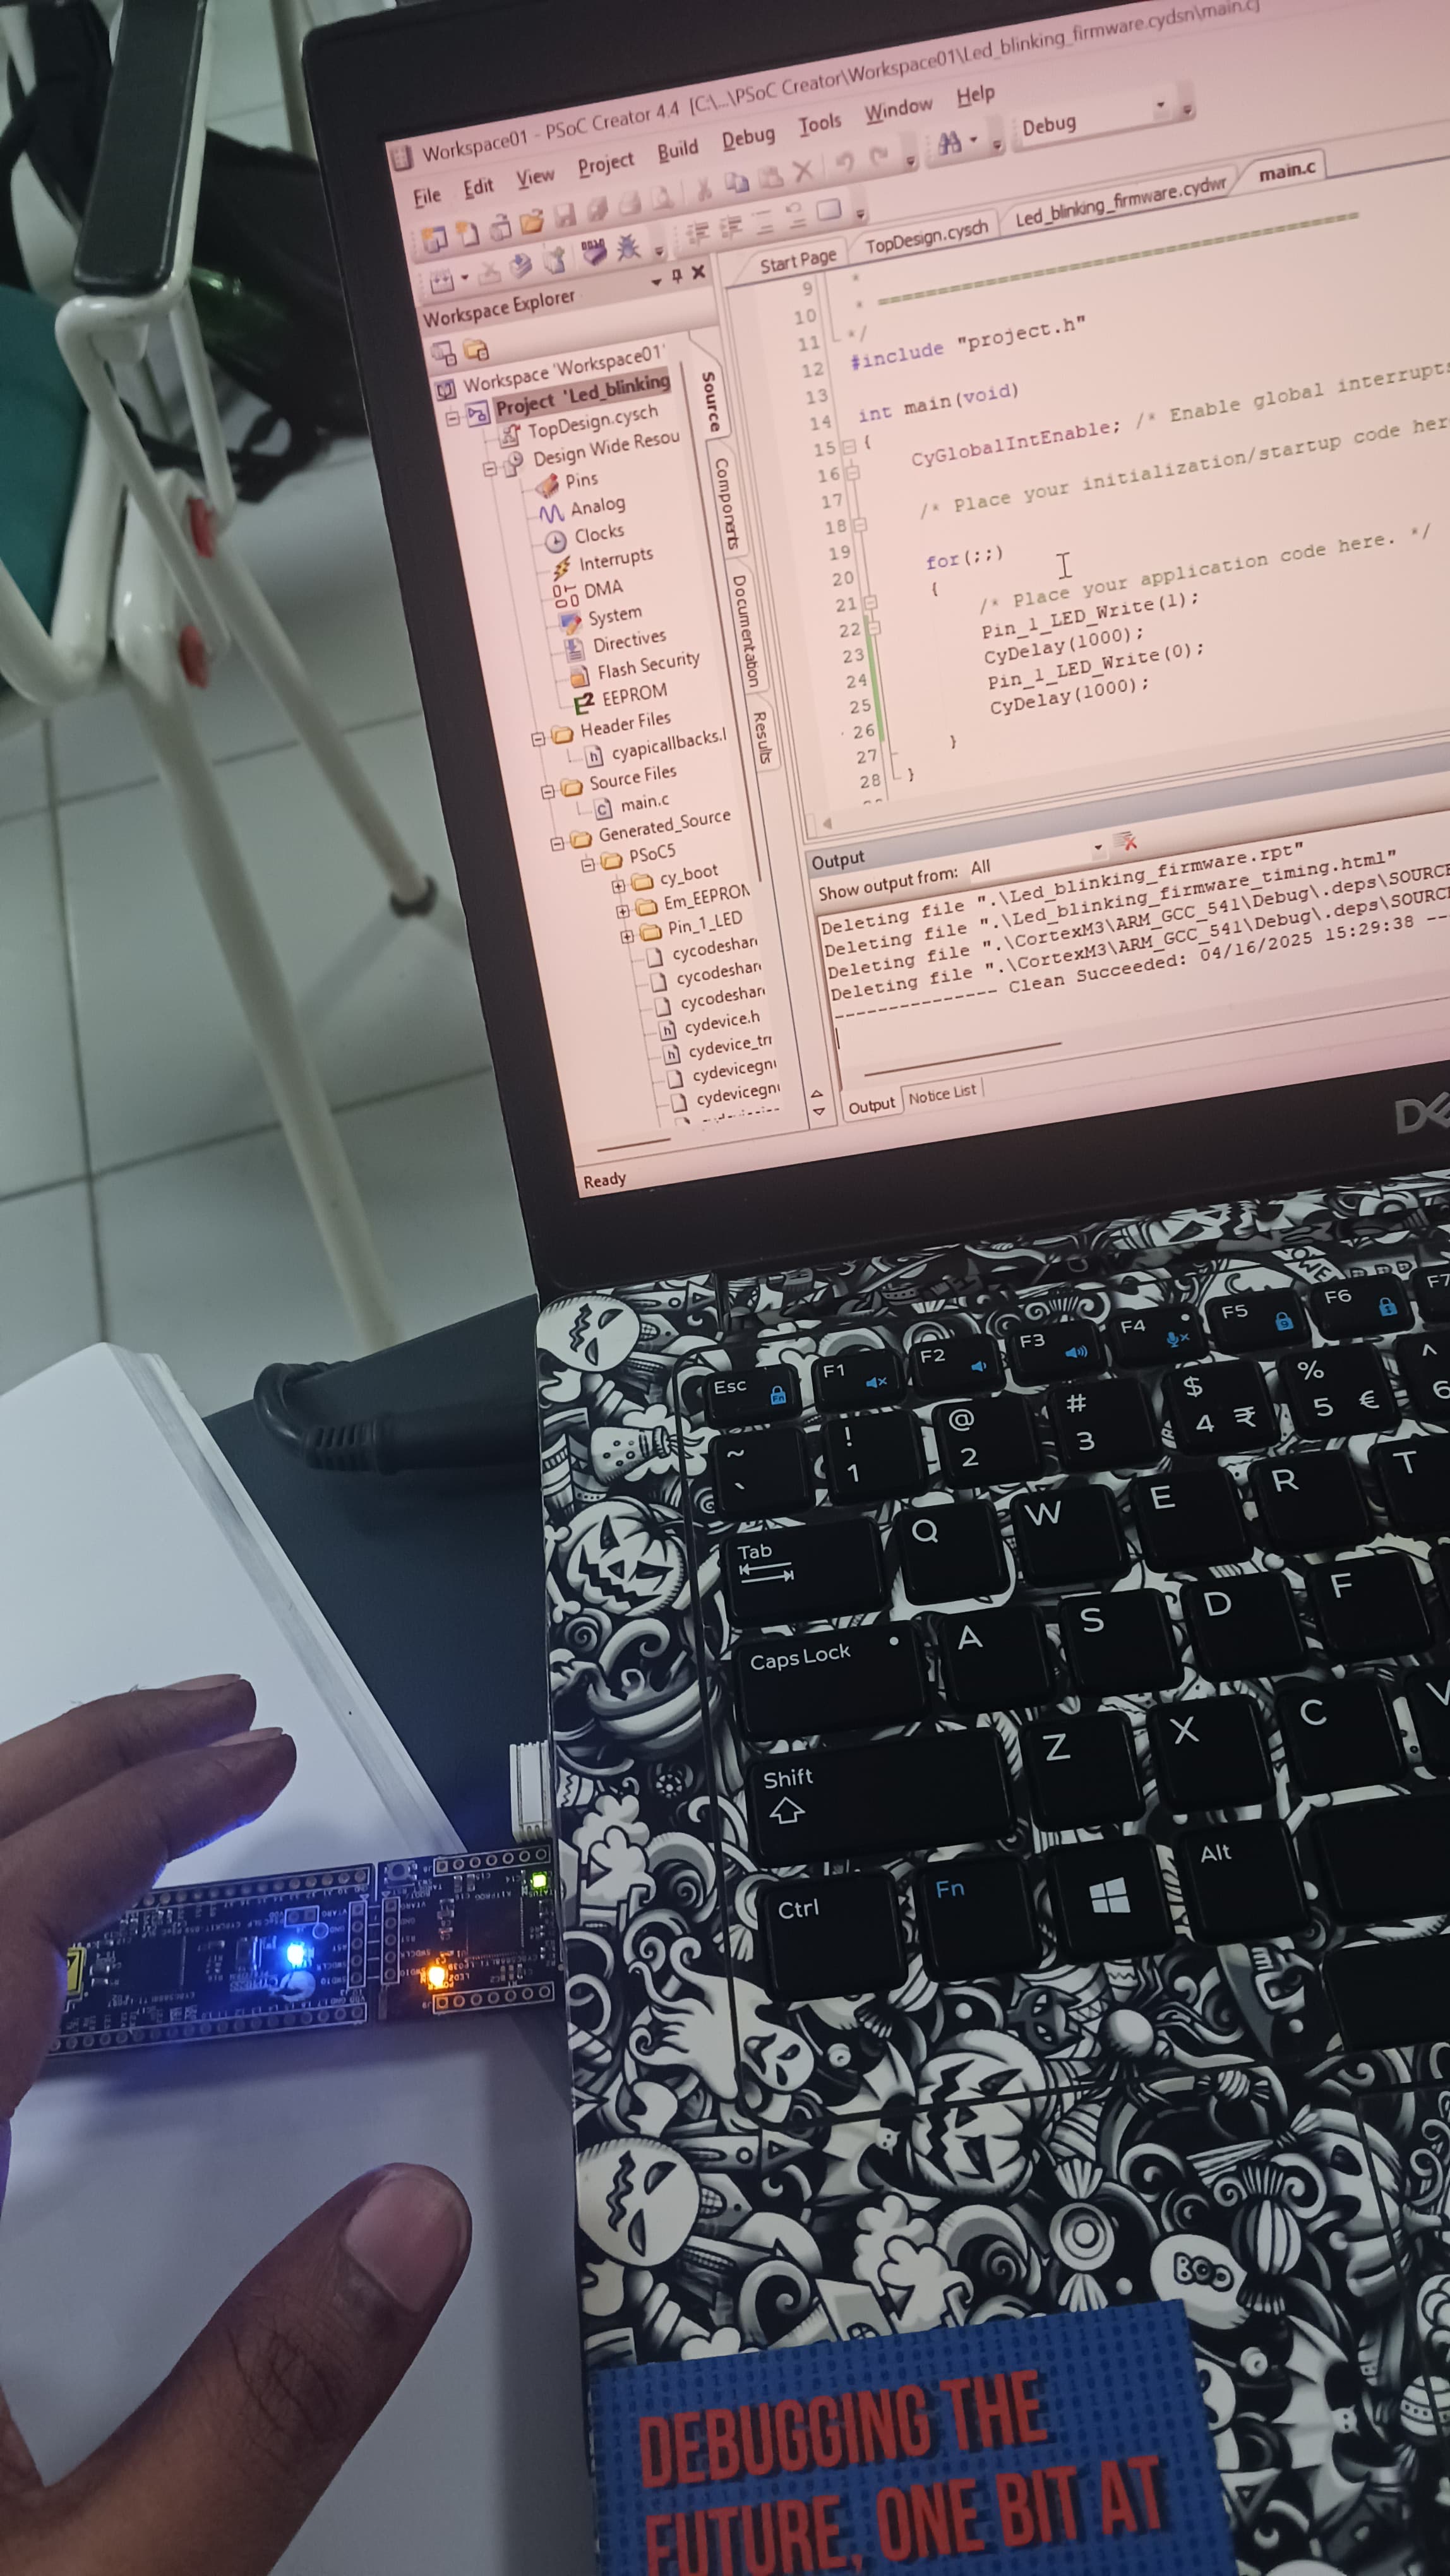 Workspace01 - PSoC Creator 4.4 [C:\...\PSoC Creator\Workspace01\Led_blinking_firmware.cydsn\main.c]
File Edit View Project Build Debug Tools Window Help
Debug
Workspace Explorer
Workspace 'Workspace01'
Project 'Led_blinking
TopDesign.cysch
Design Wide Resou
Pins
Analog
Clocks
Interrupts
DMA
System
Directives
Flash Security
EEPROM
Header Files
cyapicallbacks.l
Source Files
main.c
Generated_Source
PSoC5
cy_boot
Em_EEPRON
Pin_1_LED
cycodeshar
cycodeshar
cycodeshar
cydevice.h
cydevice_trr
cydevicegnu
cydevicegnu
Source
Components
Documentation
Results
Start Page TopDesign.cysch Led_blinking_firmware.cydwr main.c
9 *
10 * ========================================
11 */
12 #include "project.h"
13
14 int main(void)
15 {
16 CyGlobalIntEnable; /* Enable global interrupts
17
18 /* Place your initialization/startup code her
19
20 for(;;)
21 {
22 /* Place your application code here. */
23 Pin_1_LED_Write(1);
24 CyDelay(1000);
25 Pin_1_LED_Write(0);
26 CyDelay(1000);
27 }
28 }
Output
Show output from: All
Deleting file ".\Led_blinking_firmware.rpt"
Deleting file ".\Led_blinking_firmware_timing.html"
Deleting file ".\CortexM3\ARM_GCC_541\Debug\.deps\SOURCE
Deleting file ".\CortexM3\ARM_GCC_541\Debug\.deps\SOURCE
--------------- Clean Succeeded: 04/16/2025 15:29:38 --
Output Notice List
Ready
Esc Fn F1 F2 F3 F4 F5 F6 F7
~ ` ! 1 @ 2 # 3 $ 4 ₹ % 5 € ^ 6
Tab Q W E R T
Caps Lock A S D F
Shift Z X C V
Ctrl Fn Alt
BOO
DEBUGGING THE
FUTURE, ONE BIT AT